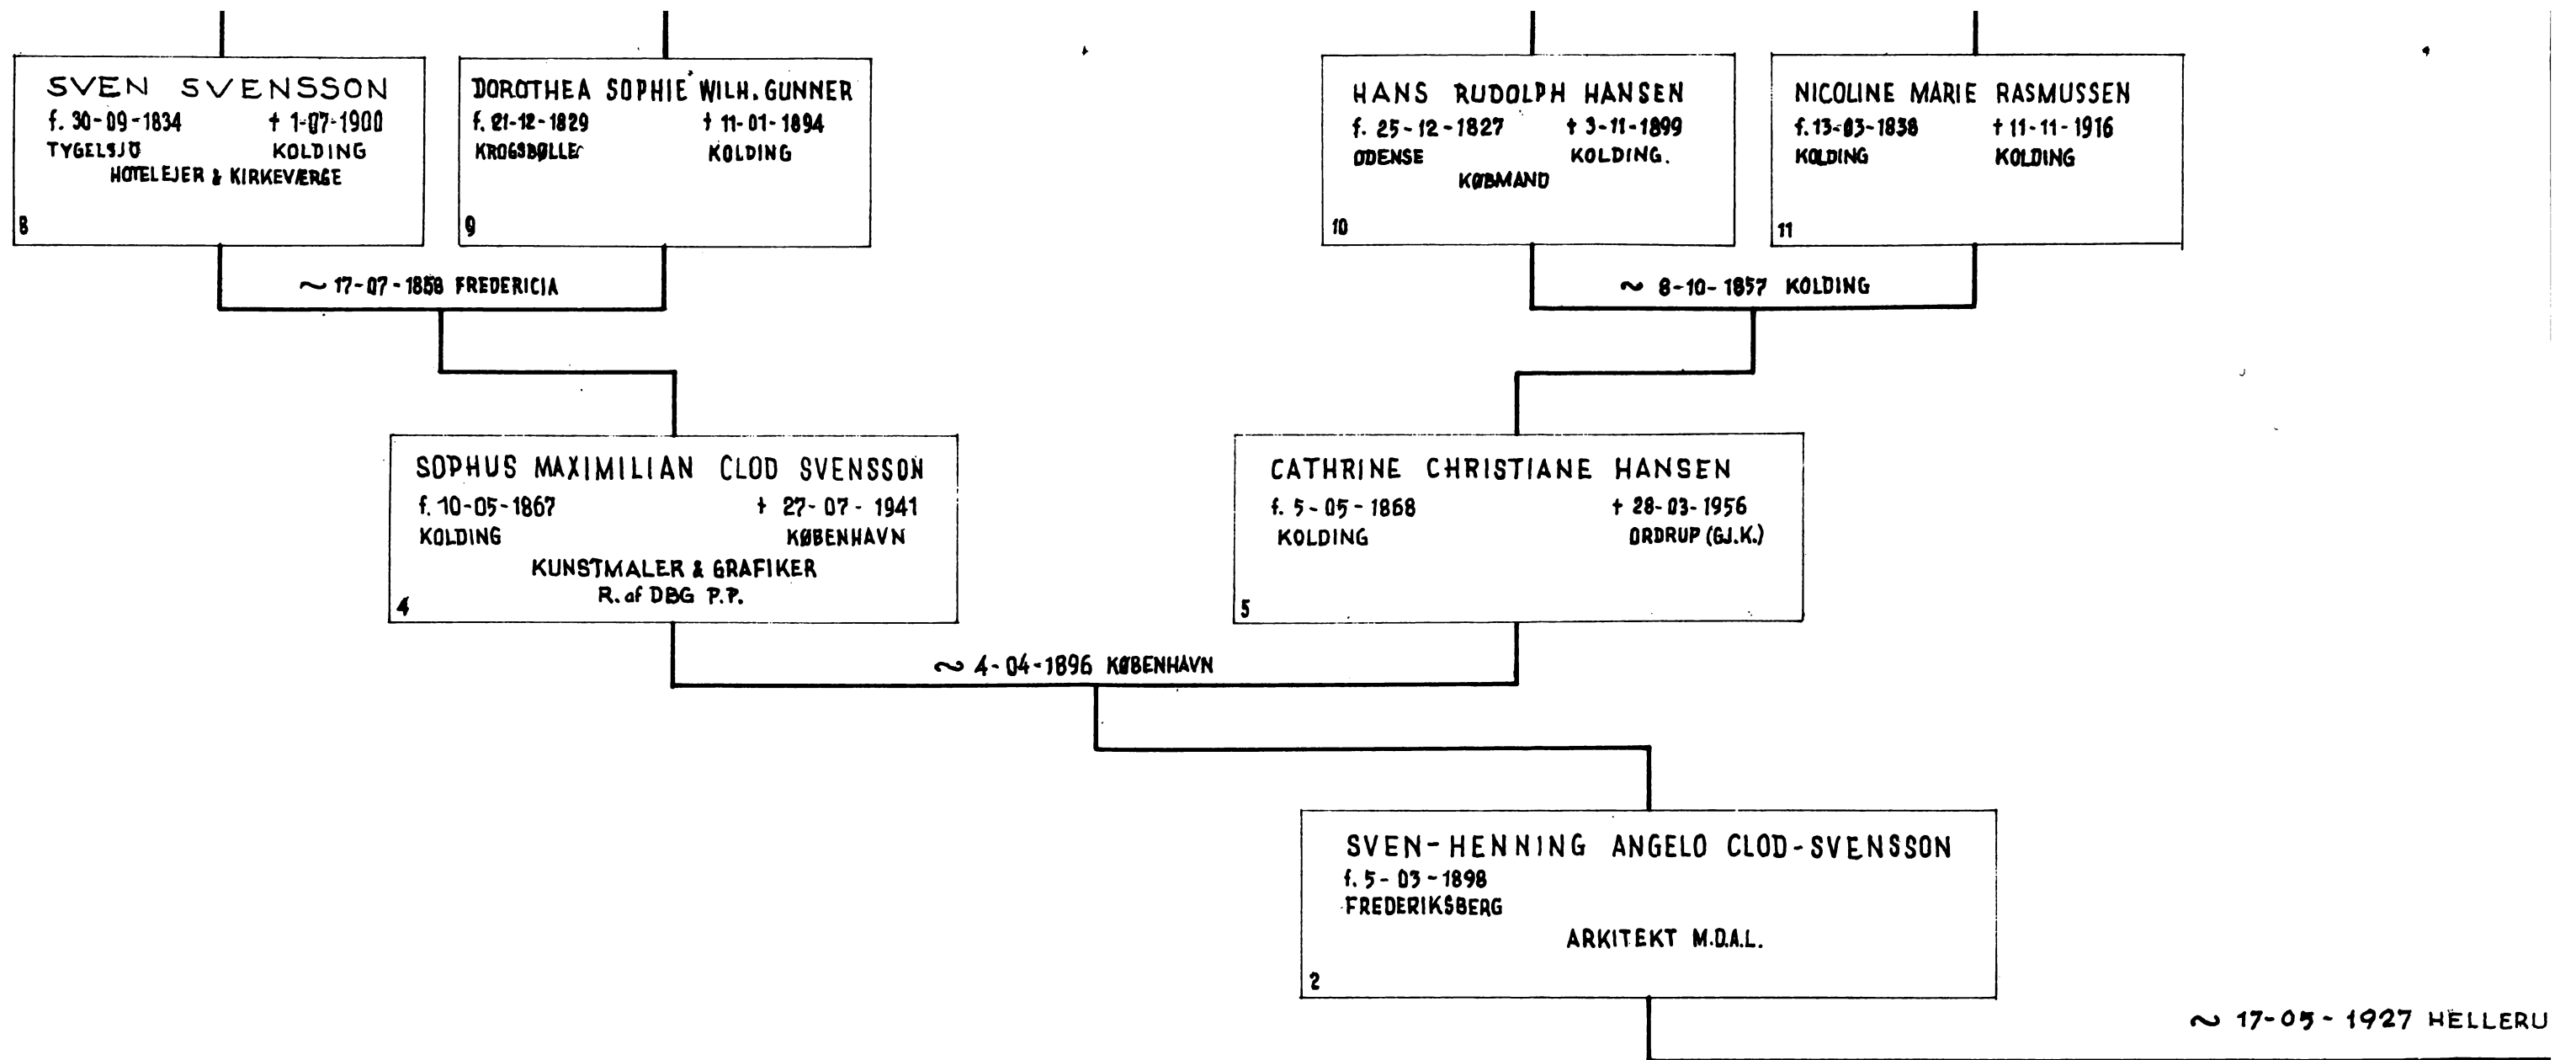 SVEN SVENSSON
f. 30-09-1834 † 1-07-1900
TYGELSJÖ KOLDING
HOTELEJER & KIRKEVÆRGE
8
DOROTHEA SOPHIE WILH. GUNNER
f. 21-12-1829 † 11-01-1894
KROGSBØLLE KOLDING
9
HANS RUDOLPH HANSEN
f. 25-12-1827 † 3-11-1899
ODENSE KOLDING.
KØBMAND
10
NICOLINE MARIE RASMUSSEN
f. 13-03-1838 † 11-11-1916
KOLDING KOLDING
11
~ 17-07-1858 FREDERICIA
~ 8-10-1857 KOLDING
SOPHUS MAXIMILIAN CLOD SVENSSON
f. 10-05-1867 † 27-07-1941
KOLDING KØBENHAVN
KUNSTMALER & GRAFIKER
R. af DBG P.P.
4
CATHRINE CHRISTIANE HANSEN
f. 5-05-1868 † 28-03-1956
KOLDING ORDRUP (GJ.K.)
5
~ 4-04-1896 KØBENHAVN
SVEN-HENNING ANGELO CLOD-SVENSSON
f. 5-03-1898
FREDERIKSBERG
ARKITEKT M.D.A.L.
2
~ 17-05-1927 HELLERU